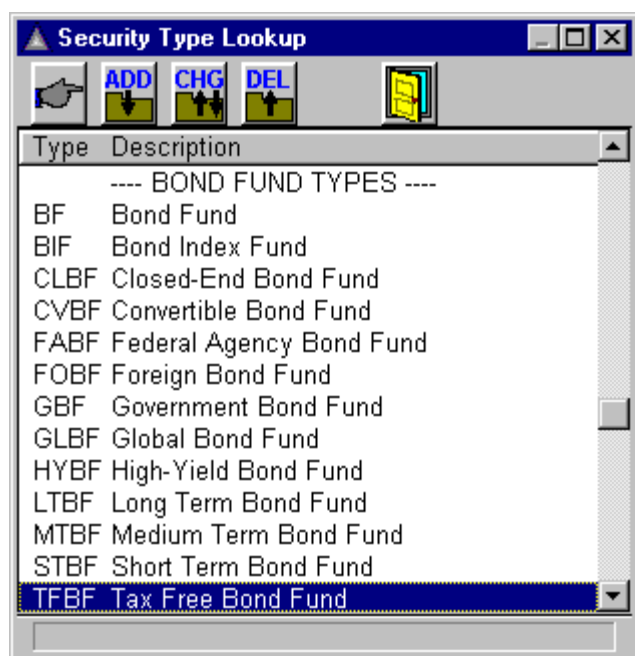 Security Type Lookup
ADD CHG DEL
Type Description
---- BOND FUND TYPES ----
BF Bond Fund
BIF Bond Index Fund
CLBF Closed-End Bond Fund
CVBF Convertible Bond Fund
FABF Federal Agency Bond Fund
FOBF Foreign Bond Fund
GBF Government Bond Fund
GLBF Global Bond Fund
HYBF High-Yield Bond Fund
LTBF Long Term Bond Fund
MTBF Medium Term Bond Fund
STBF Short Term Bond Fund
TFBF Tax Free Bond Fund